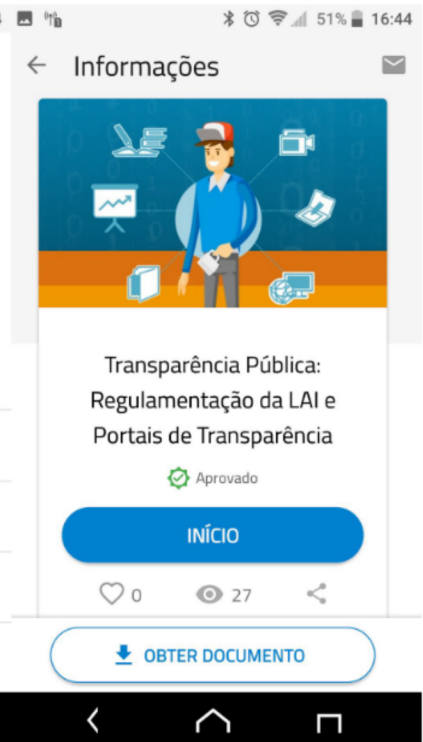 51% 16:44
Informações
Transparência Pública:
Regulamentação da LAI e
Portais de Transparência
Aprovado
INÍCIO
0 27
OBTER DOCUMENTO